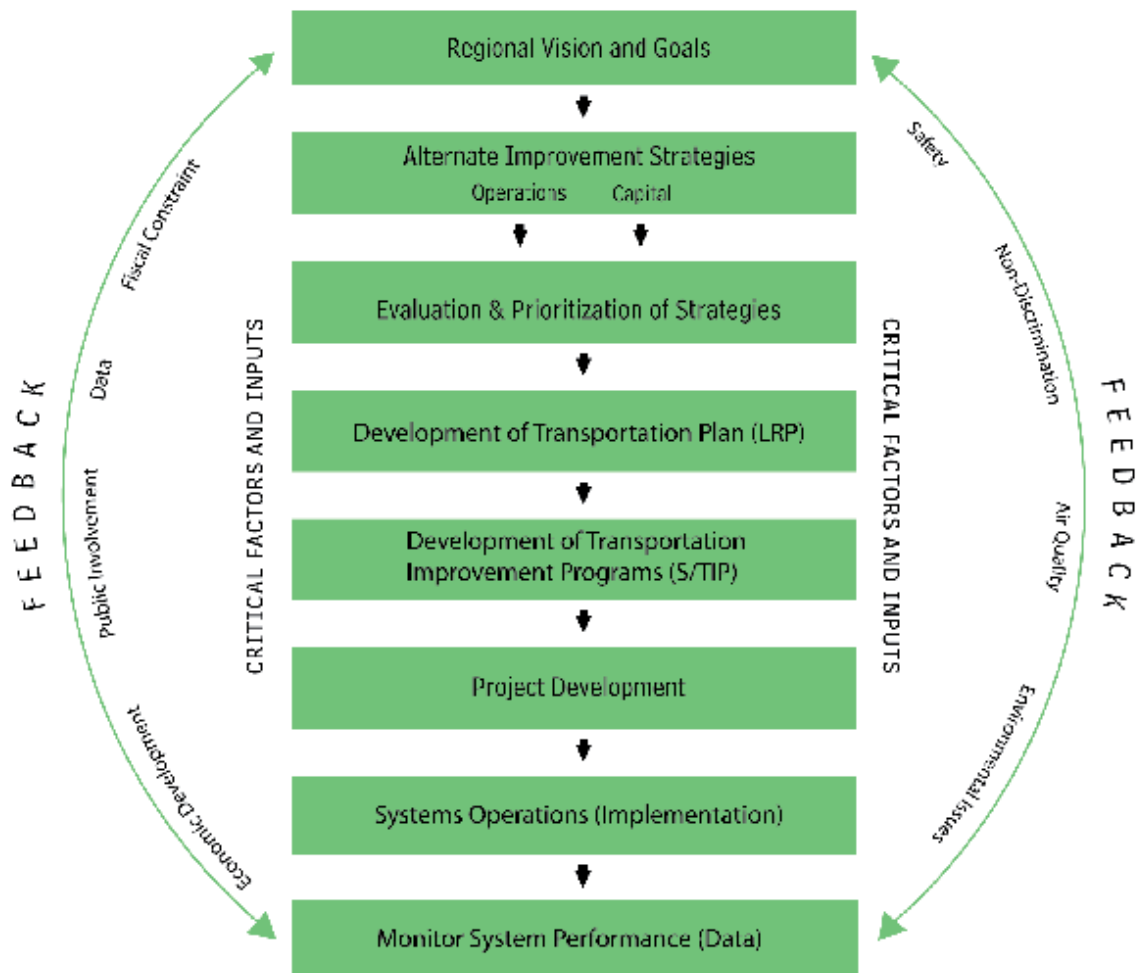 Regional Vision and Goals
Alternate Improvement Strategies
Operations Capital
Evaluation & Prioritization of Strategies
Development of Transportation Plan (LRP)
Development of Transportation
Improvement Programs (S/TIP)
Project Development
Systems Operations (Implementation)
Monitor System Performance (Data)
FEEDBACK
Fiscal Constraint
Data
Public Involvement
Economic Development
CRITICAL FACTORS AND INPUTS
CRITICAL FACTORS AND INPUTS
Safety
Non-Discrimination
Air Quality
Environmental Issues
FEEDBACK